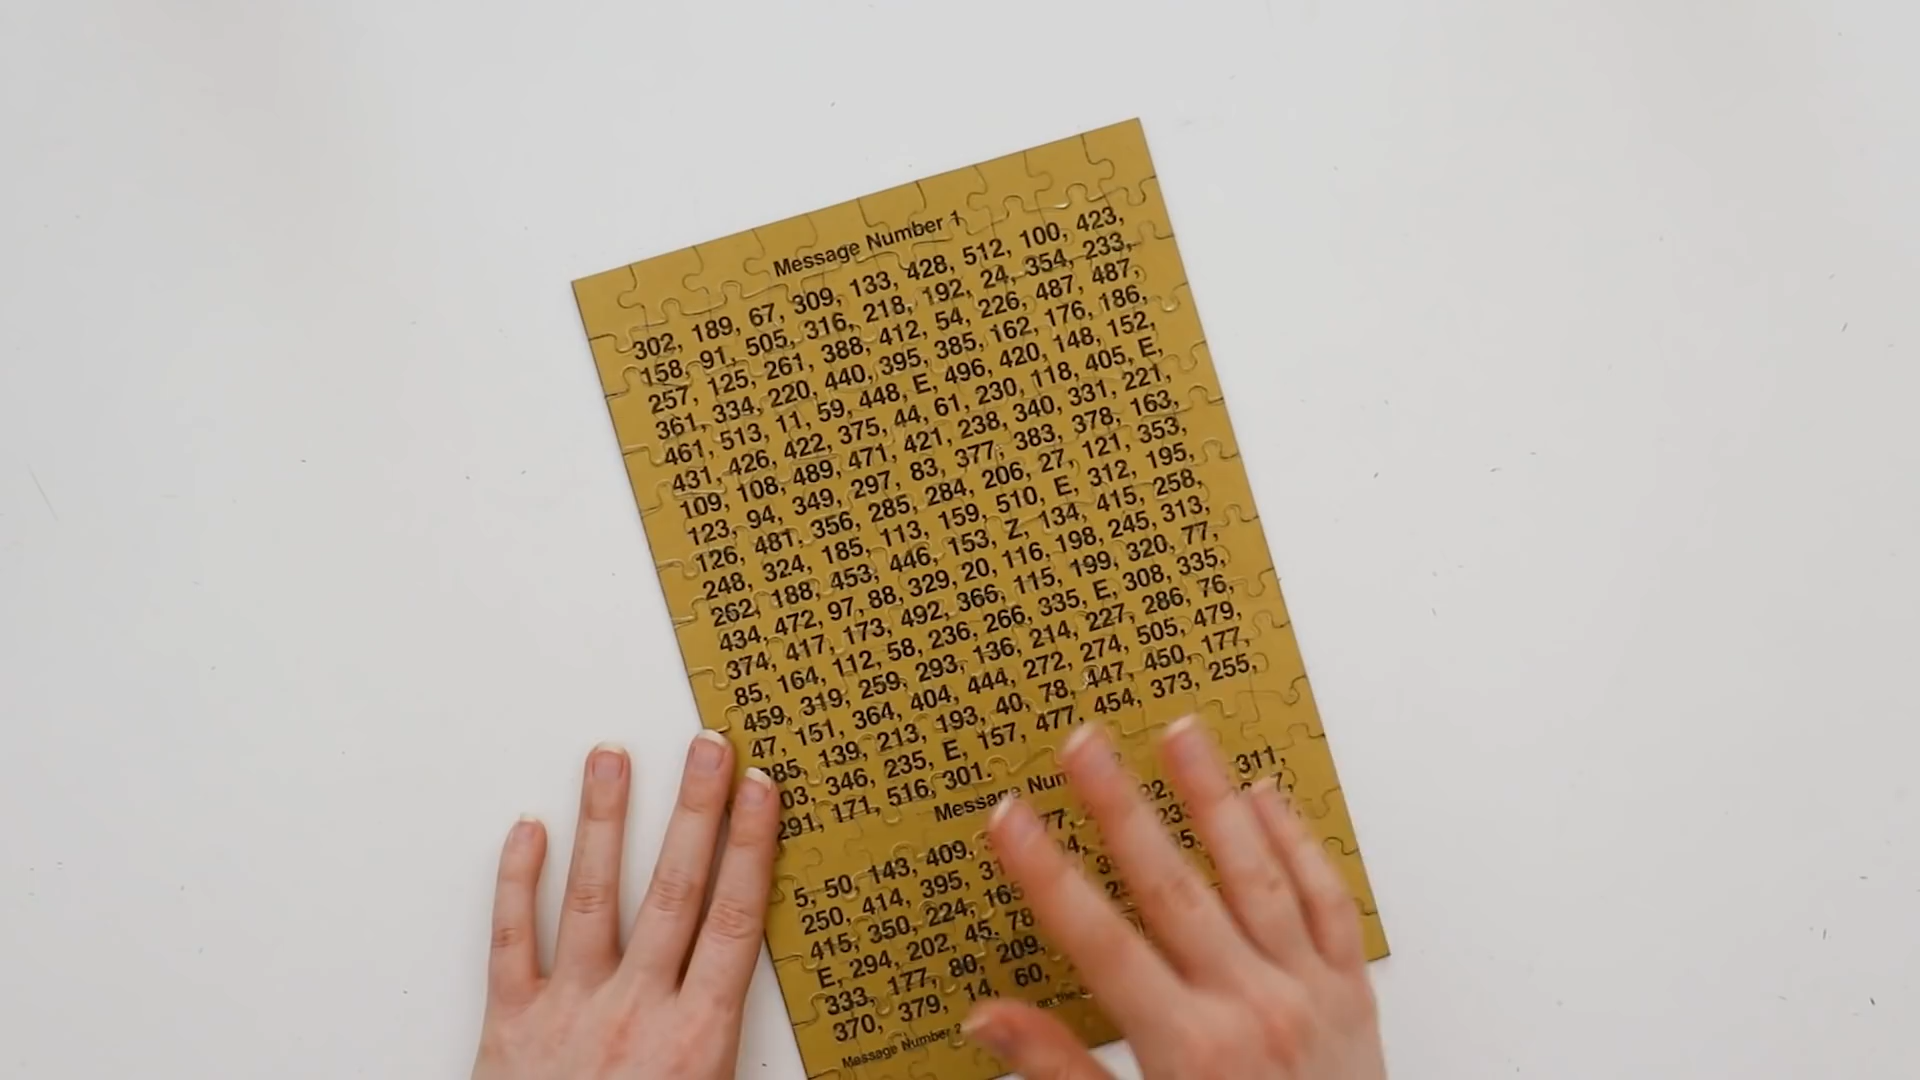 Message Number 1
302, 189, 67, 309, 133, 428, 512, 100, 423,
158, 91, 505, 316, 218, 192, 24, 354, 233,
257, 125, 261, 388, 412, 54, 226, 487, 487,
361, 334, 220, 440, 395, 385, 162, 176, 186,
461, 513, 11, 59, 448, E, 496, 420, 148, 152,
431, 426, 422, 375, 44, 61, 230, 118, 405, E,
109, 108, 489, 471, 421, 238, 340, 331, 221,
123, 94, 349, 297, 83, 377, 383, 378, 163,
126, 481, 356, 285, 284, 206, 27, 121, 353,
248, 324, 185, 113, 159, 510, E, 312, 195,
262, 188, 453, 446, 153, Z, 134, 415, 258,
434, 472, 97, 88, 329, 20, 116, 198, 245, 313,
374, 417, 173, 492, 366, 115, 199, 320, 77,
85, 164, 112, 58, 236, 266, 335, E, 308, 335,
459, 319, 259, 293, 136, 214, 227, 286, 76,
47, 151, 364, 404, 444, 272, 274, 505, 479,
139, 213, 193, 40, 78, 447, 450, 177,
346, 235, E, 157, 477, 454, 373, 255,
291, 171, 516, 301.
Message
5, 50, 143, 409, 311,
250, 414, 395,
415, 350, 224,
E, 294, 202, 45, 78
333, 177, 80, 209,
370, 379, 14, 60,
Message Number 2 on the